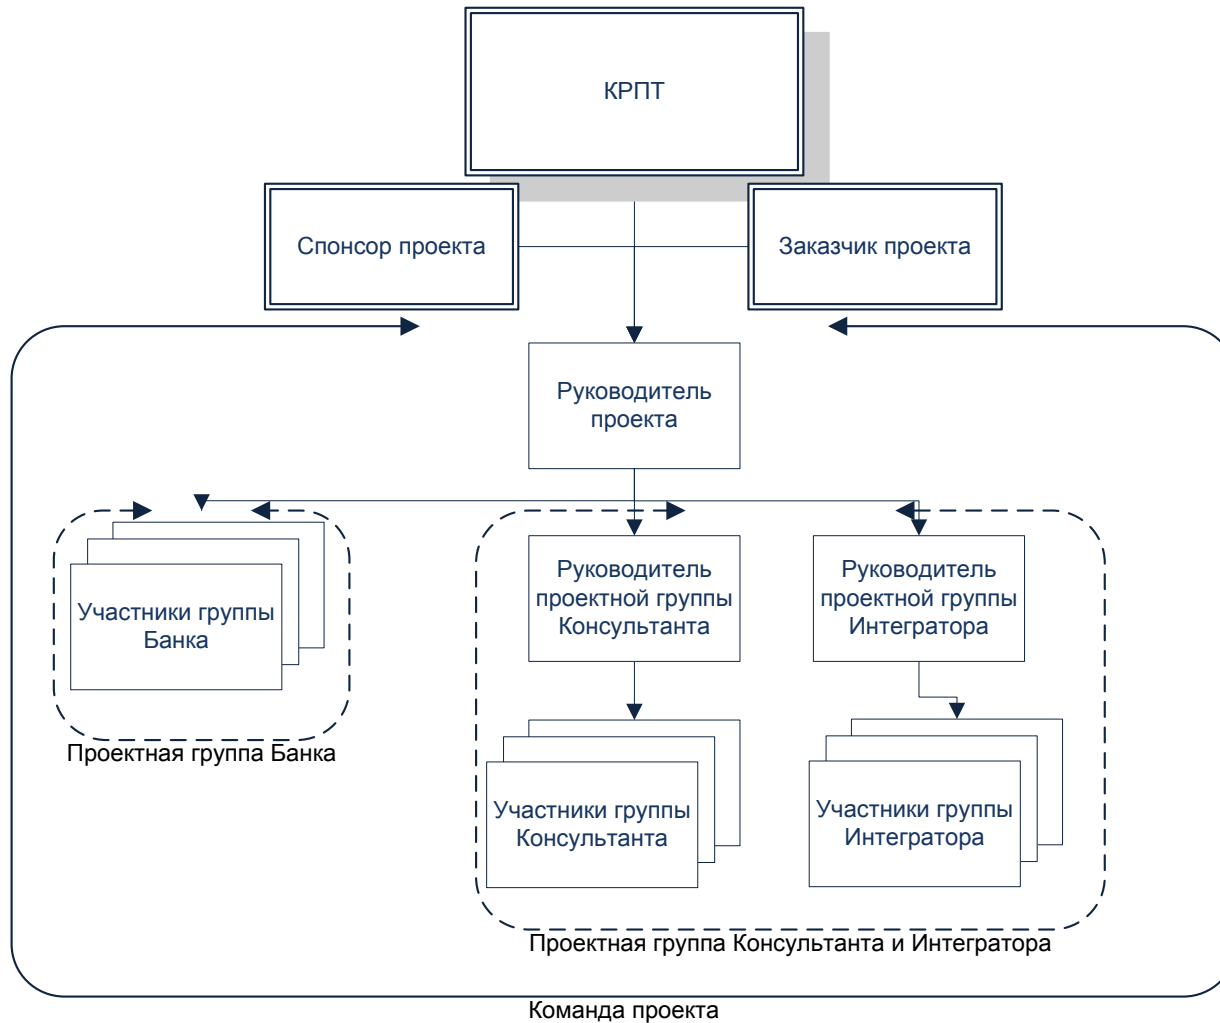 КРПТ
Спонсор проекта
Заказчик проекта
Руководитель
проекта
Руководитель
проектной группы
Консультанта
Руководитель
проектной группы
Интегратора
Участники группы
Банка
Проектная группа Банка
Участники группы
Консультанта
Участники группы
Интегратора
Проектная группа Консультанта и Интегратора
Команда проекта